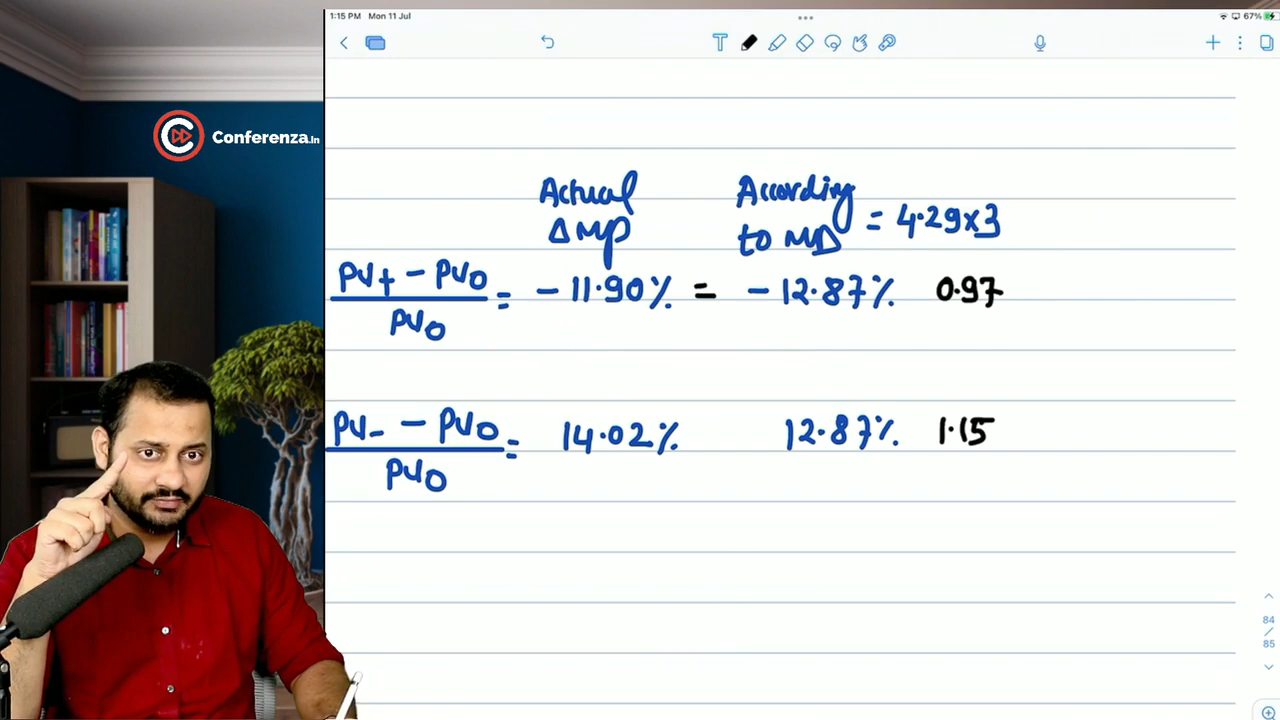 1:15 PM Mon 11 Jul
67%
Conferenza.in
Actual According
Δ MP to MD = 4.29x3
PV+ - PV0 / PV0 = - 11.90% = - 12.87% 0.97
PV- - PV0 / PV0 = 14.02% 12.87% 1.15
84
/
85